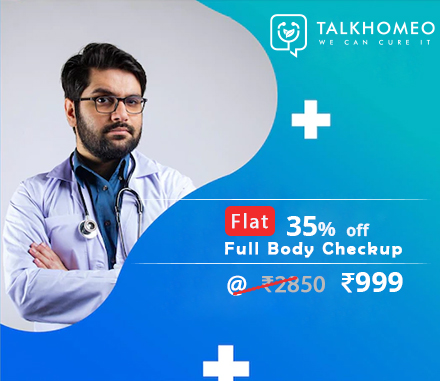 TALKHOMEO
WE CAN CURE IT
Flat 35% off
Full Body Checkup
@ ₹2850 ₹999